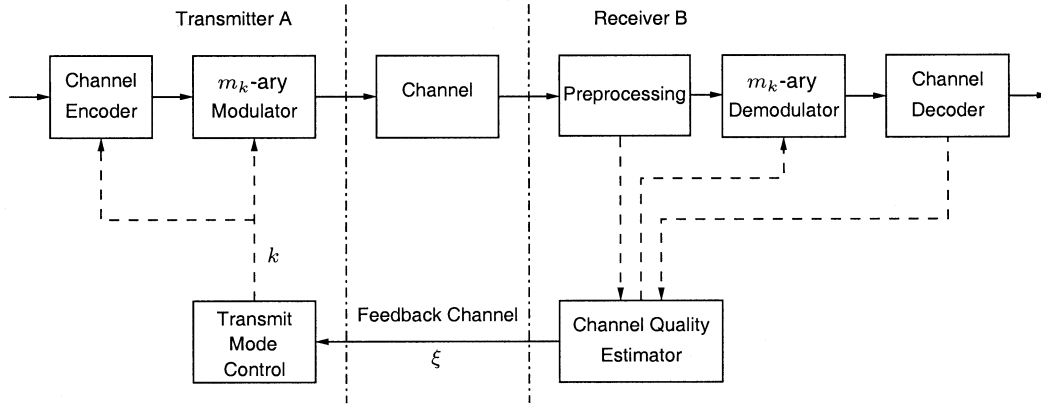 Transmitter A
Receiver B
Channel
Encoder
m_k-ary
Modulator
Channel
Preprocessing
m_k-ary
Demodulator
Channel
Decoder
k
Transmit
Mode
Control
Feedback Channel
ξ
Channel Quality
Estimator